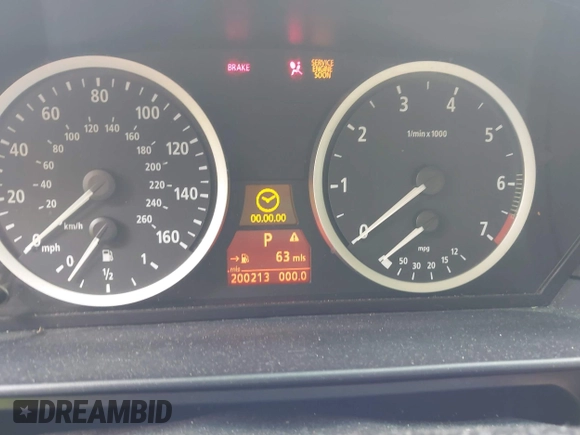 BRAKE
SERVICE
ENGINE
SOON
0 20 40 60 80 100 120 140 160
20 40 60 80 100 120 140 160 180 200 220 240 260
mph
km/h
0 1/2 1
00.00.00
P
63 mls
mls
200213 000.0
0 1 2 3 4 5 6 7
1/min x 1000
mpg
50 30 20 15 12
DREAMBID